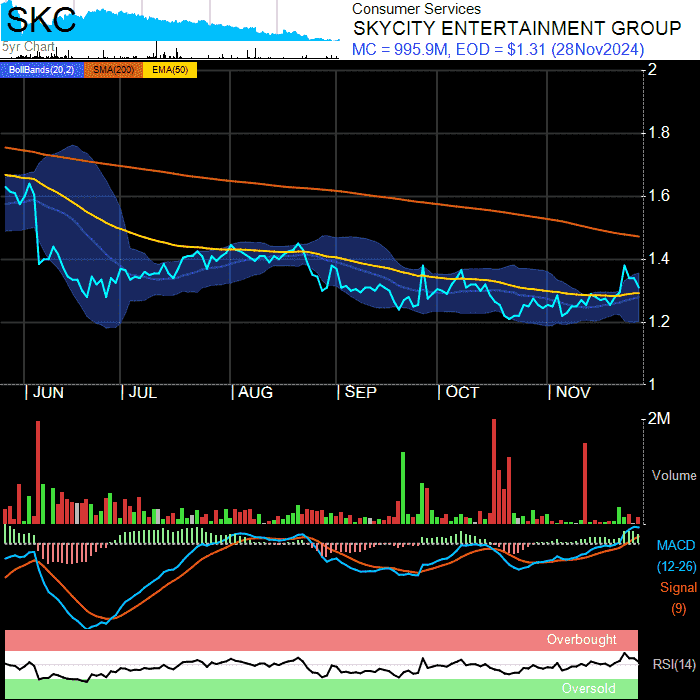 SKC
5yr Chart
Consumer Services
SKYCITY ENTERTAINMENT GROUP
MC = 995.9M, EOD = $1.31 (28Nov2024)
BollBands(20,2) SMA(200) EMA(50)
2
1.8
1.6
1.4
1.2
1
JUN JUL AUG SEP OCT NOV
2M
Volume
MACD
(12-26)
Signal
(9)
Overbought
RSI(14)
Oversold